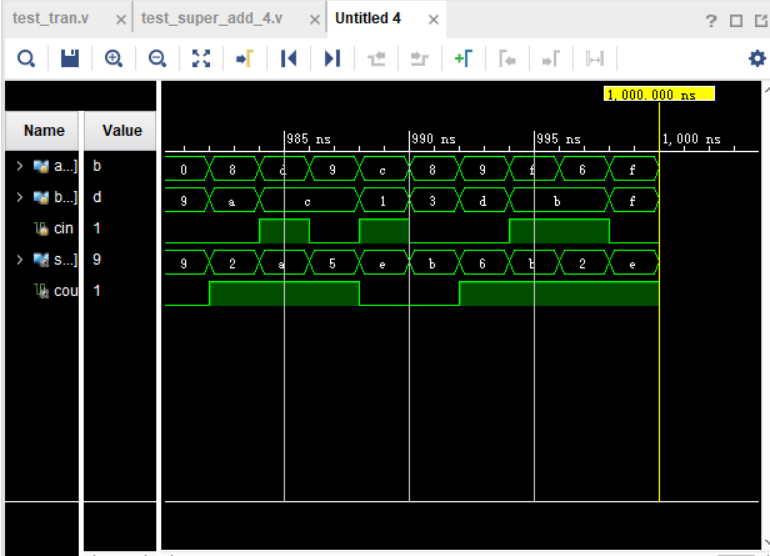 test_tran.v × test_super_add_4.v × Untitled 4 × ?
1,000.000 ns
Name Value
985 ns 990 ns 995 ns 1,000 ns
> a...] b 0 8 d 9 c 8 9 f 6 f
> b...] d 9 a c 1 3 d b f
cin 1
> s...] 9 9 2 a 5 e b 6 b 2 e
cou 1